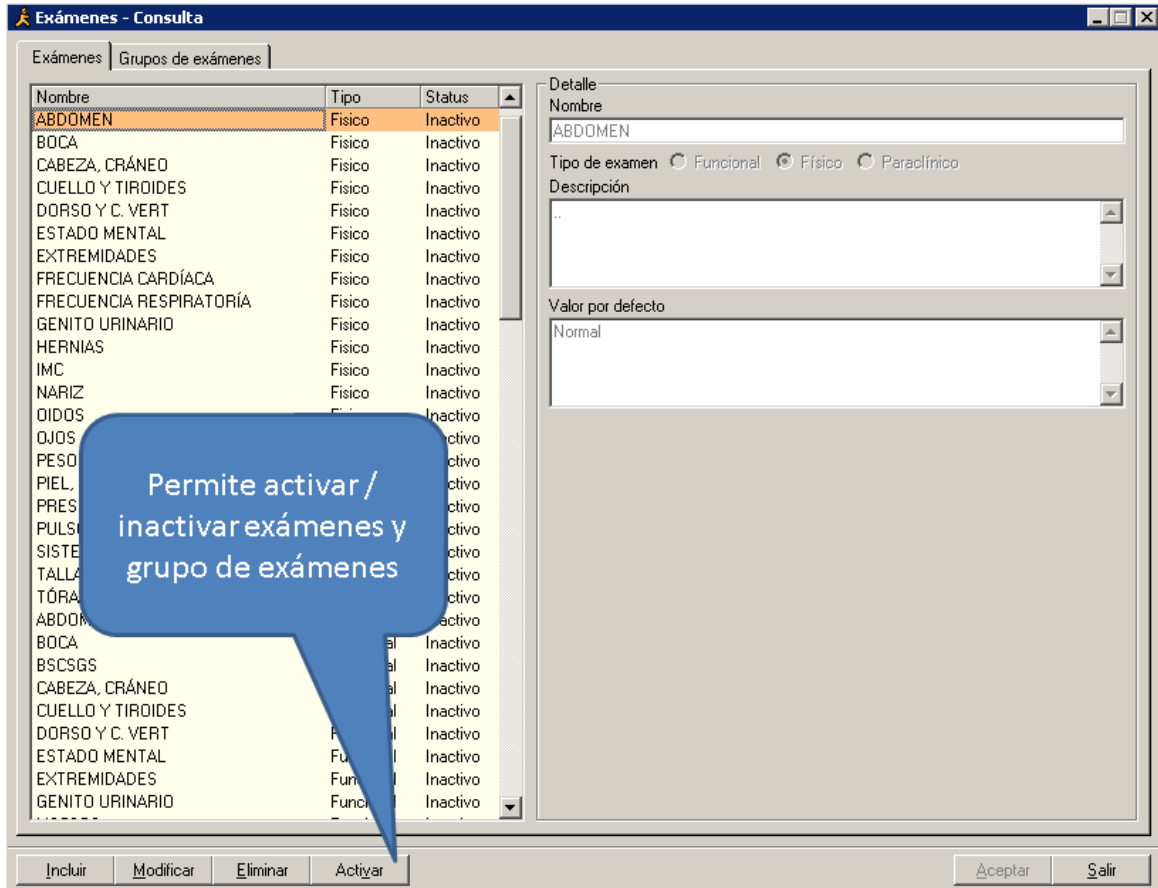 Exámenes - Consulta
Exámenes Grupos de exámenes
Nombre Tipo Status
ABDOMEN Fisico Inactivo
BOCA Fisico Inactivo
CABEZA, CRÁNEO Fisico Inactivo
CUELLO Y TIROIDES Fisico Inactivo
DORSO Y C. VERT Fisico Inactivo
ESTADO MENTAL Fisico Inactivo
EXTREMIDADES Fisico Inactivo
FRECUENCIA CARDÍACA Fisico Inactivo
FRECUENCIA RESPIRATORÍA Fisico Inactivo
GENITO URINARIO Fisico Inactivo
HERNIAS Fisico Inactivo
IMC Fisico Inactivo
NARIZ Fisico Inactivo
OIDOS Inactivo
OJOS
PESO
PIEL,
ABDOMEN
BOCA Inactivo
BSCSGS Inactivo
CABEZA, CRÁNEO Inactivo
CUELLO Y TIROIDES Inactivo
DORSO Y C. VERT Inactivo
ESTADO MENTAL Inactivo
EXTREMIDADES Inactivo
GENITO URINARIO Inactivo
Permite activar /
inactivar exámenes y
grupo de exámenes
Detalle
Nombre
ABDOMEN
Tipo de examen Funcional Físico Paraclínico
Descripción
..
Valor por defecto
Normal
Incluir Modificar Eliminar Activar Aceptar Salir